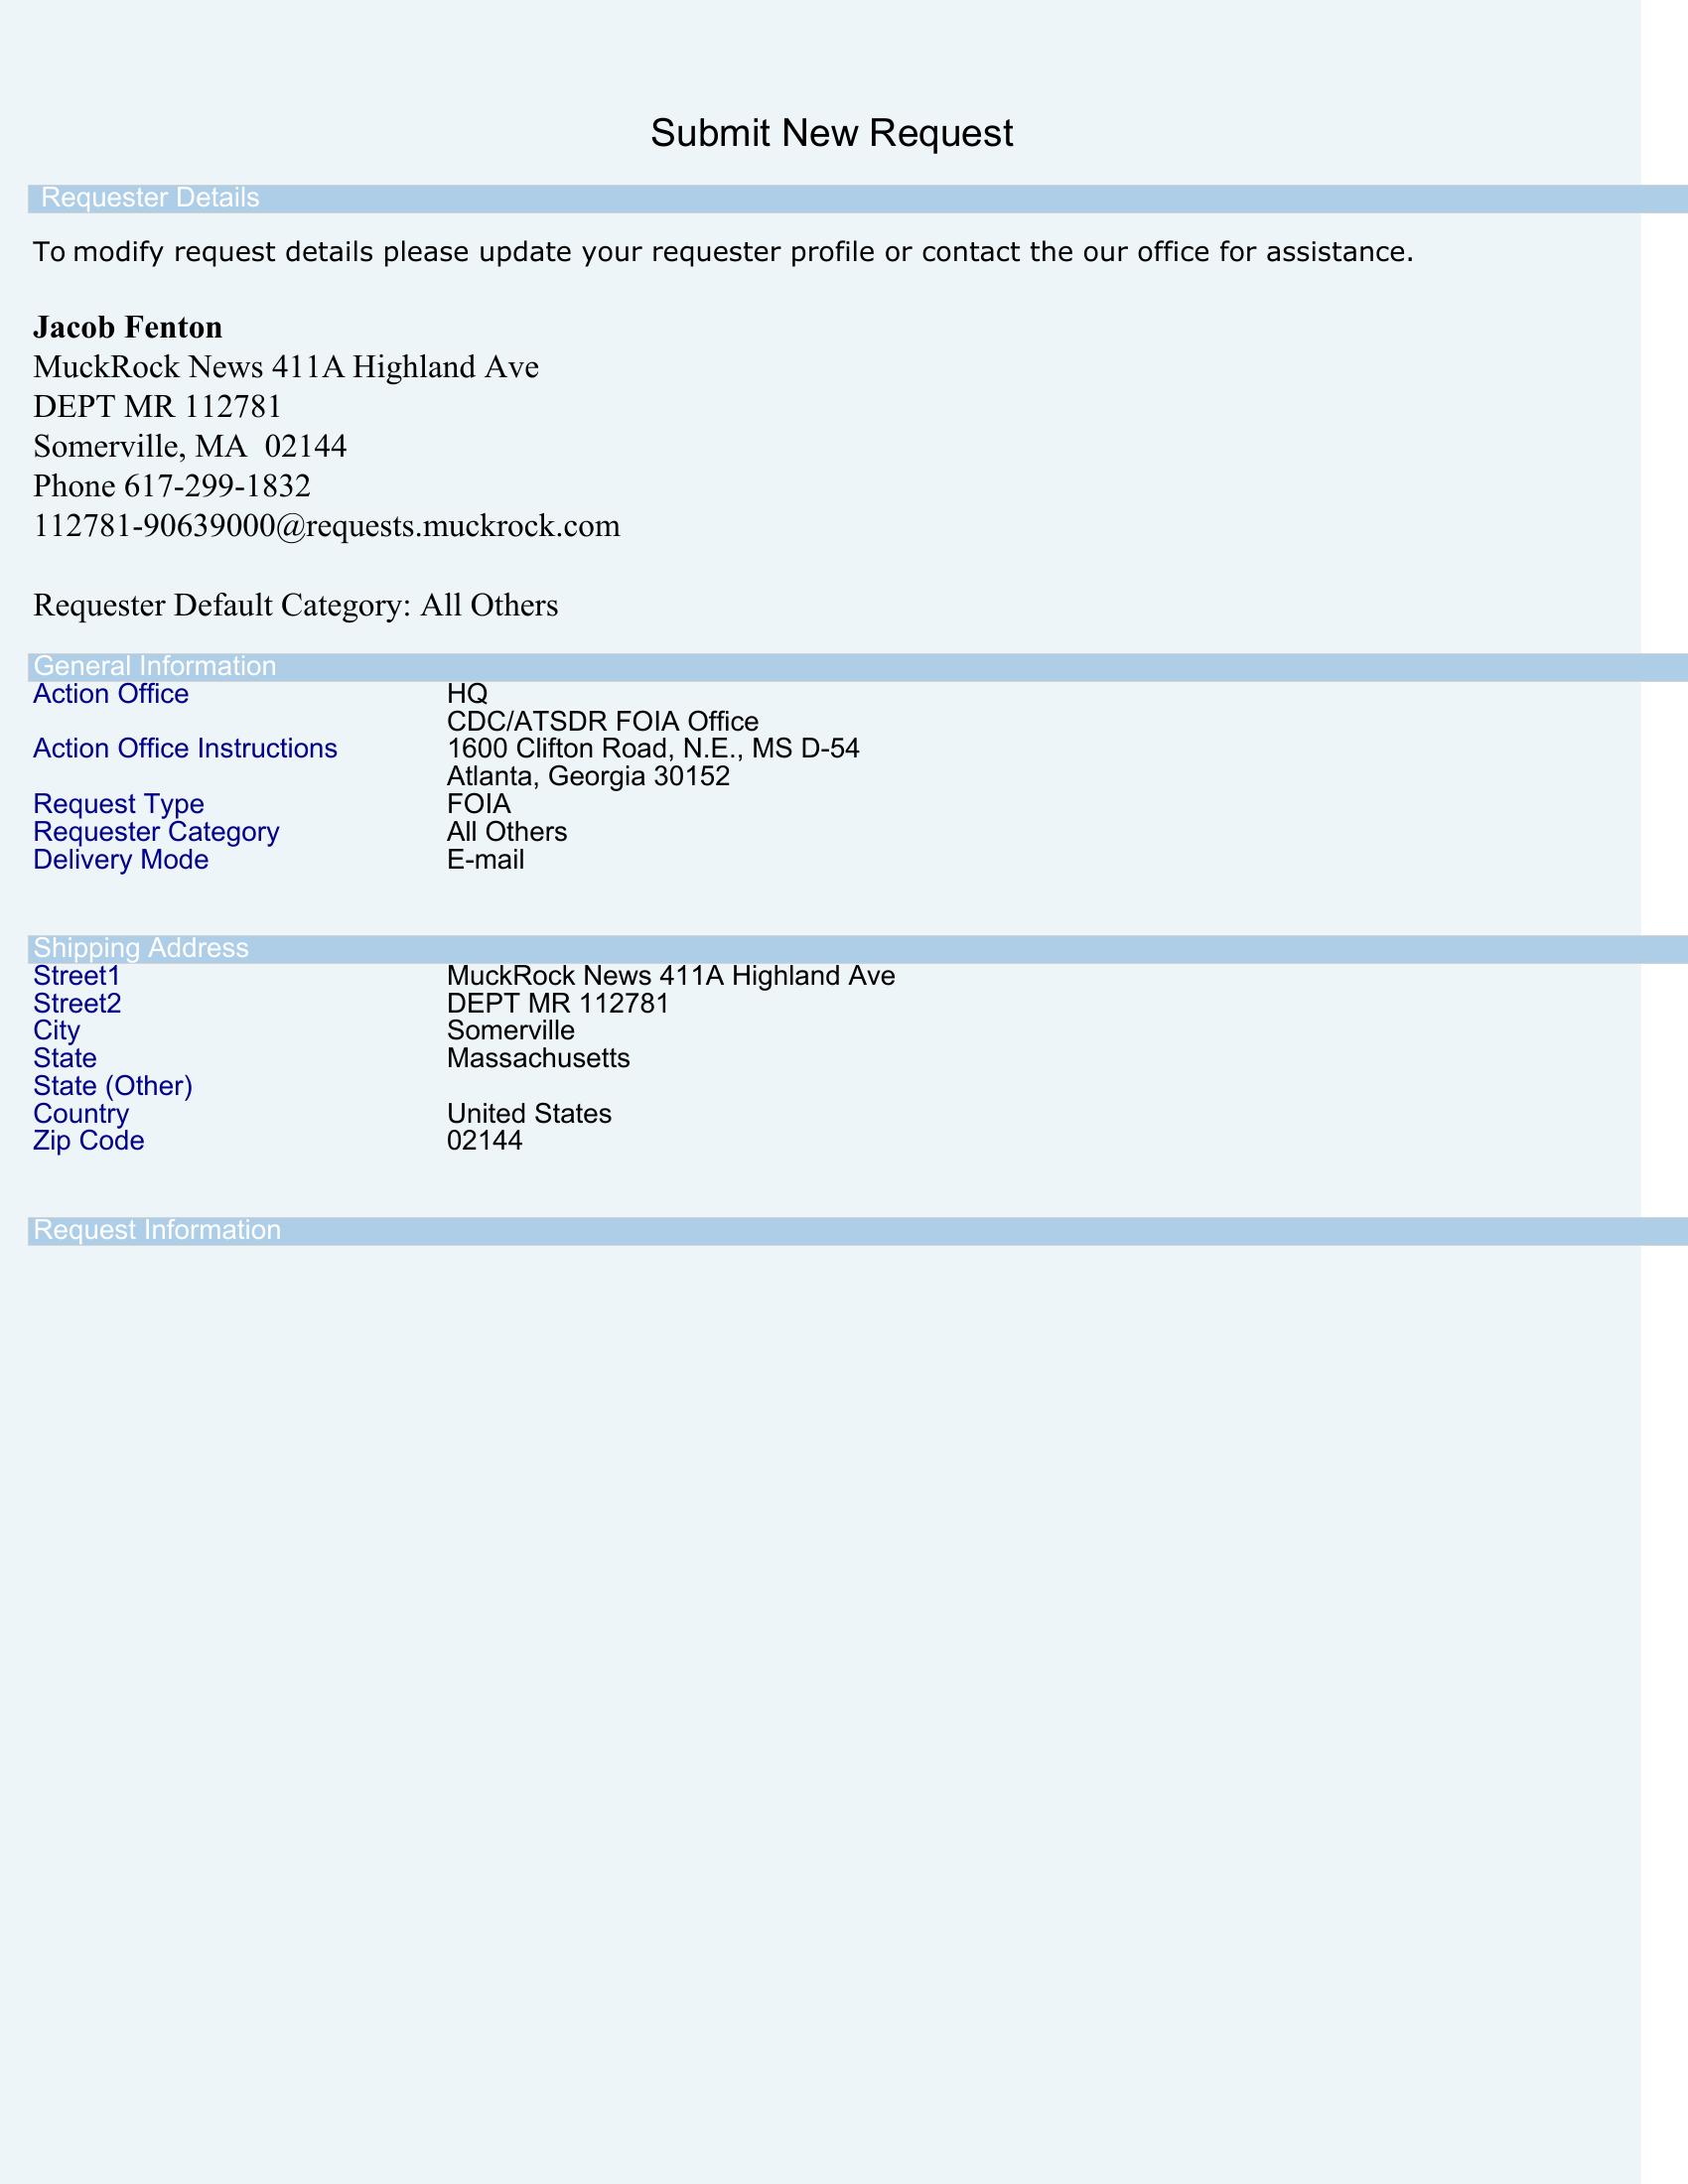 Submit New Request
Requester Details
To modify request details please update your requester profile or contact the our office for assistance.
Jacob Fenton
MuckRock News 411A Highland Ave
DEPT MR 112781
Somerville, MA  02144
Phone 617-299-1832
112781-90639000@requests.muckrock.com
Requester Default Category: All Others
General Information
Action Office HQ
CDC/ATSDR FOIA Office
Action Office Instructions 1600 Clifton Road, N.E., MS D-54
Atlanta, Georgia 30152
Request Type FOIA
Requester Category All Others
Delivery Mode E-mail
Shipping Address
Street1 MuckRock News 411A Highland Ave
Street2 DEPT MR 112781
City Somerville
State Massachusetts
State (Other)
Country United States
Zip Code 02144
Request Information